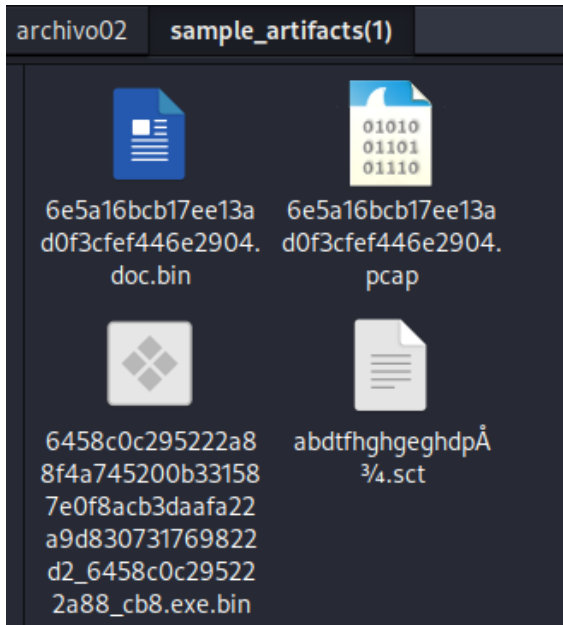 archivo02 sample_artifacts(1)
01010
01101
01110
6e5a16bcb17ee13a
d0f3cfef446e2904.
doc.bin
6e5a16bcb17ee13a
d0f3cfef446e2904.
pcap
6458c0c295222a8
8f4a745200b33158
7e0f8acb3daafa22
a9d830731769822
d2_6458c0c29522
2a88_cb8.exe.bin
abdtfhghgeghdpÅ
¾.sct